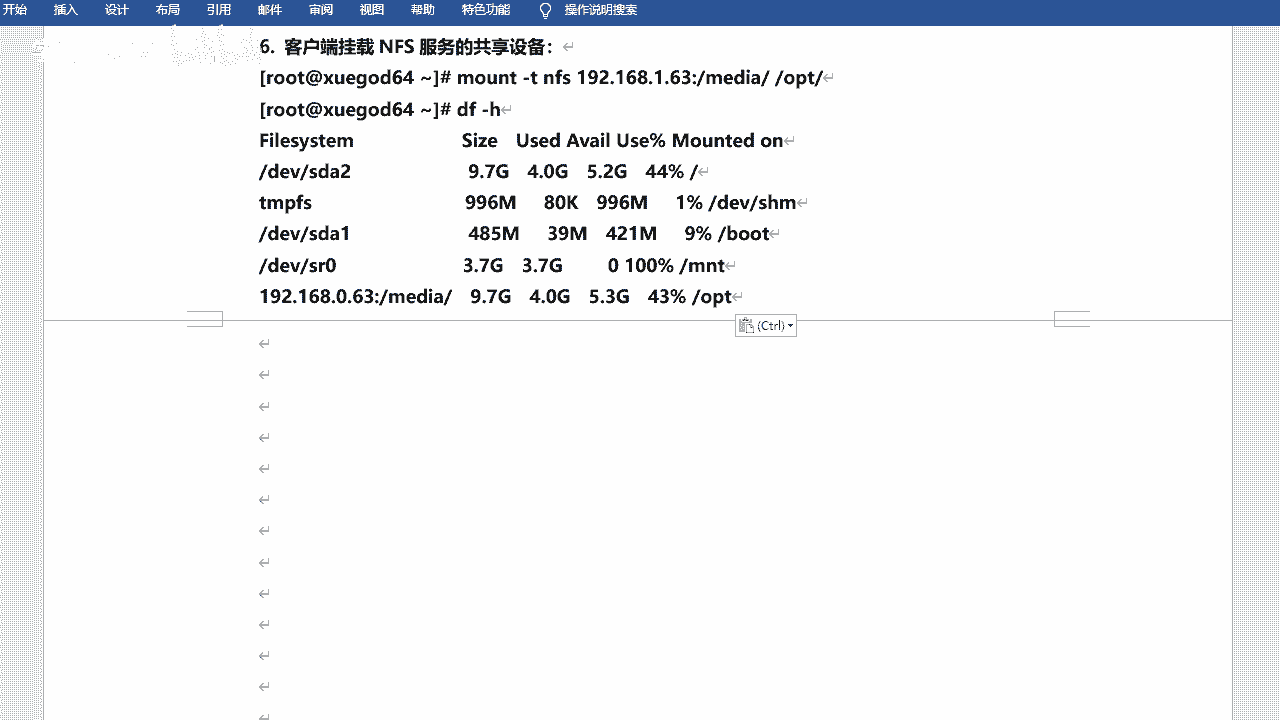 开始 插入 设计 布局 引用 邮件 审阅 视图 帮助 特色功能 操作说明搜索
6. 客户端挂载 NFS 服务的共享设备：
[root@xuegod64 ~]# mount -t nfs 192.168.1.63:/media/ /opt/
[root@xuegod64 ~]# df -h
Filesystem Size Used Avail Use% Mounted on
/dev/sda2 9.7G 4.0G 5.2G 44% /
tmpfs 996M 80K 996M 1% /dev/shm
/dev/sda1 485M 39M 421M 9% /boot
/dev/sr0 3.7G 3.7G 0 100% /mnt
192.168.0.63:/media/ 9.7G 4.0G 5.3G 43% /opt
(Ctrl)